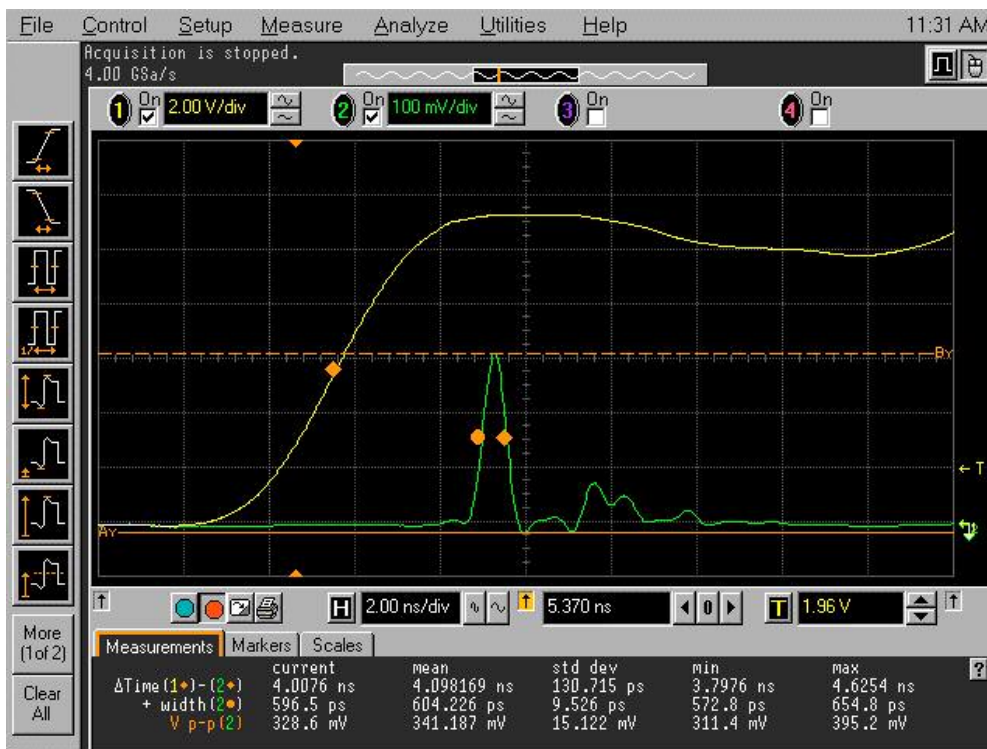 File Control Setup Measure Analyze Utilities Help 11:31 AM
Acquisition is stopped.
4.00 GSa/s
1 On 2.00 V/div 2 On 100 mV/div 3 On 4 On
By
T
Ay
H 2.00 ns/div 5.370 ns 0 T 1.96 V
More
(1 of 2)
Clear
All
Measurements Markers Scales
current mean std dev min max
ΔTime(1◆)-(2◆) 4.0076 ns 4.098169 ns 130.715 ps 3.7976 ns 4.6254 ns
+ width(2●) 596.5 ps 604.226 ps 9.526 ps 572.8 ps 654.8 ps
V p-p(2) 328.6 mV 341.187 mV 15.122 mV 311.4 mV 395.2 mV
?